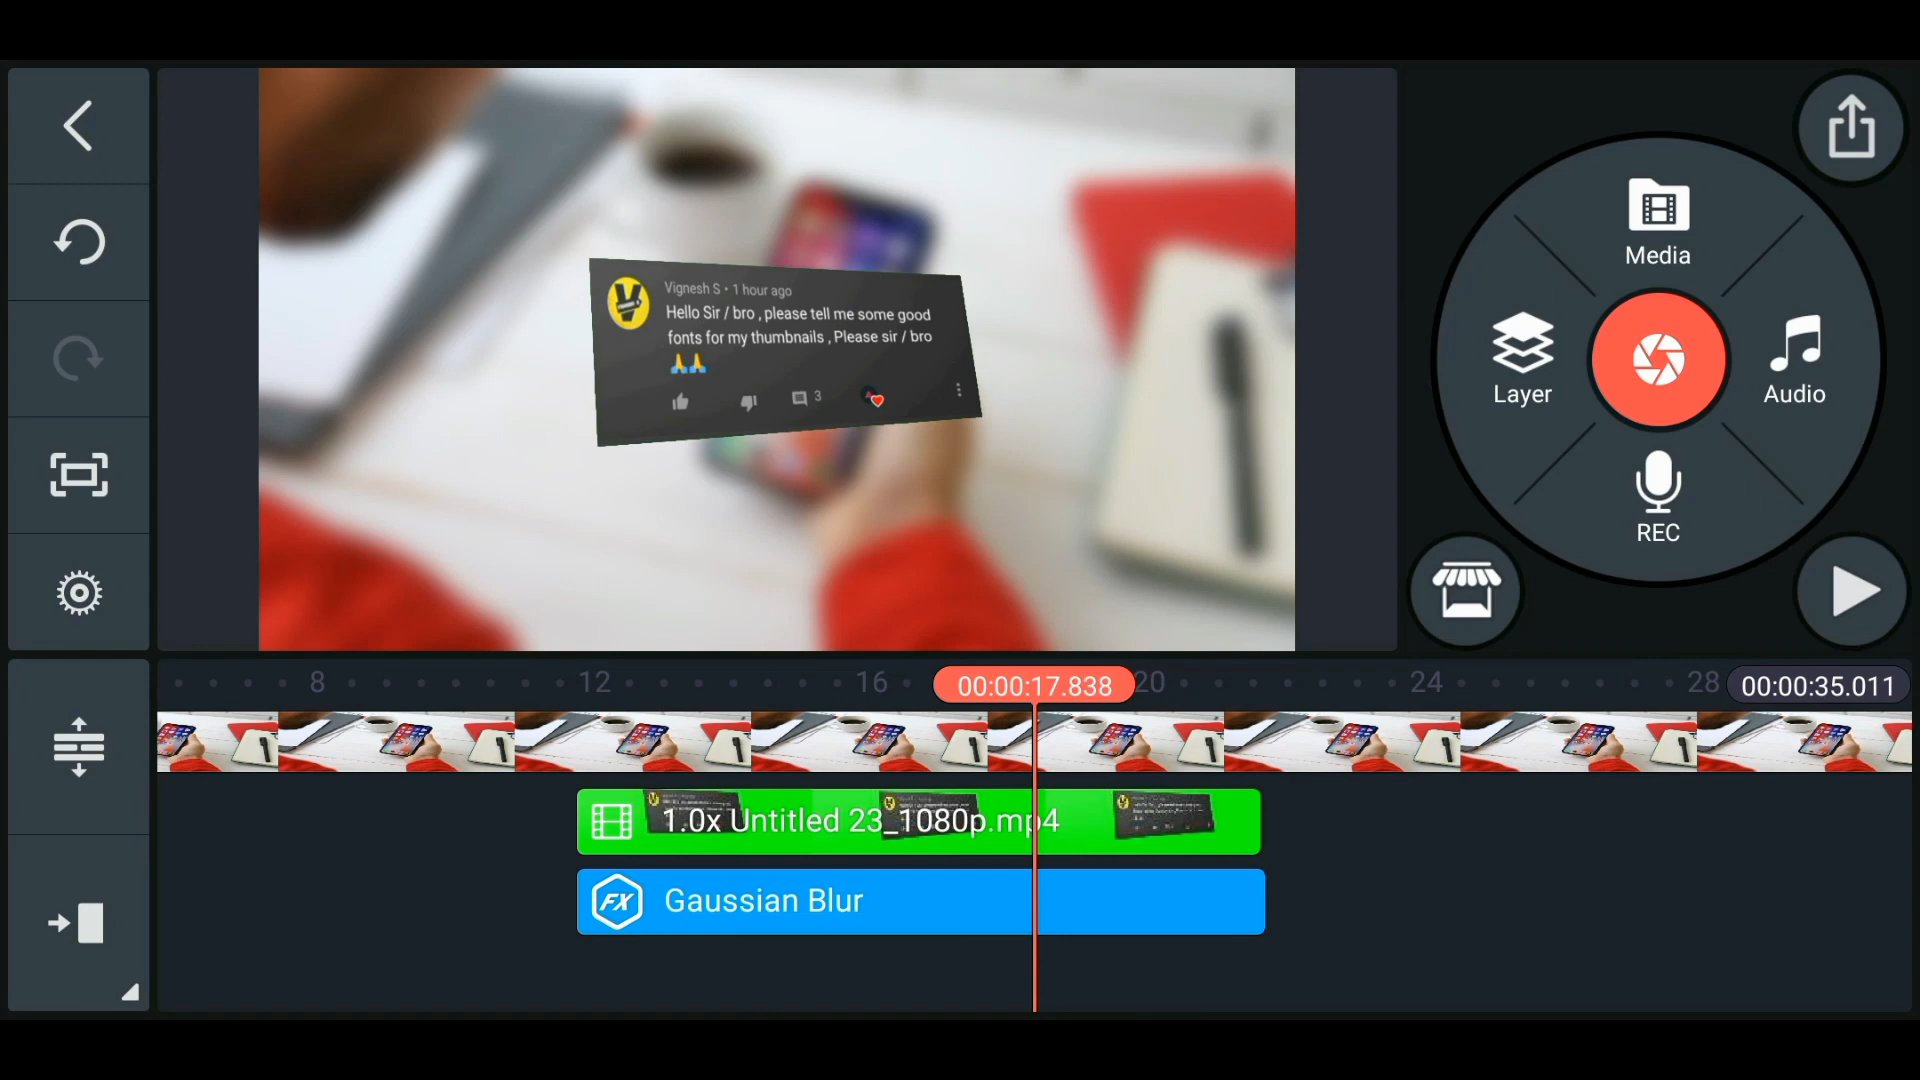 Vignesh S • 1 hour ago
Hello Sir / bro , please tell me some good
fonts for my thumbnails , Please sir / bro
🙏🙏
3
Media
Layer
Audio
REC
8
12
16
00:00:17.838
20
24
28
00:00:35.011
1.0x Untitled 23_1080p.mp4
FX
Gaussian Blur